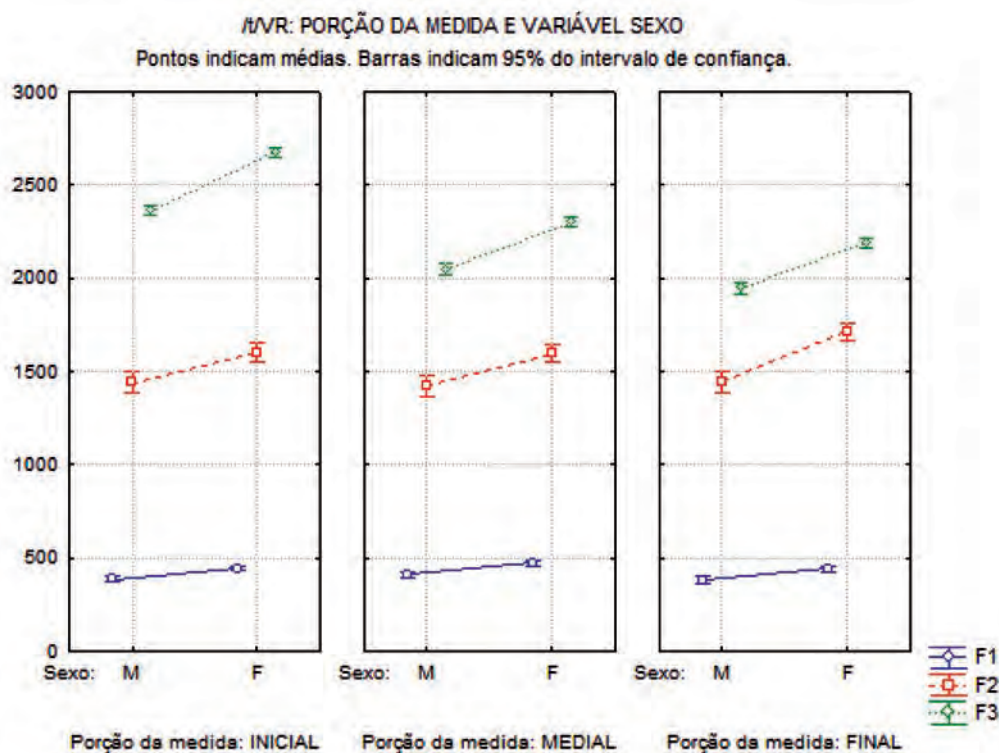 /t/VR: PORÇÃO DA MEDIDA E VARIÁVEL SEXO
Pontos indicam médias. Barras indicam 95% do intervalo de confiança.
3000
2500
2000
1500
1000
500
0
Sexo: M F
Sexo: M F
Sexo: M F
F1
F2
F3
Porção da medida: INICIAL
Porção da medida: MEDIAL
Porção da medida: FINAL